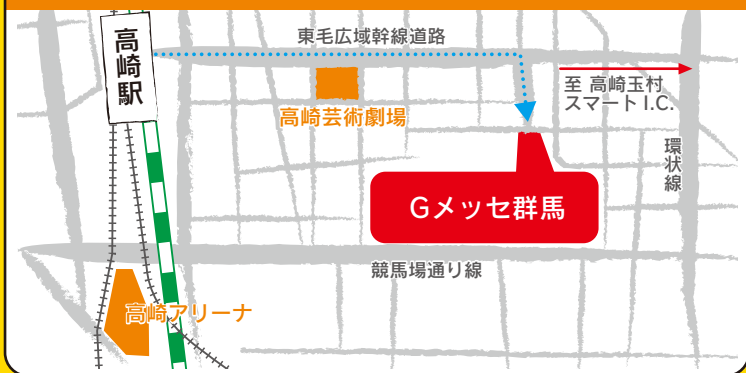 高崎駅
東毛広域幹線道路
高崎芸術劇場
至 高崎玉村
スマート I.C.
環状線
Gメッセ群馬
競馬場通り線
高崎アリーナ